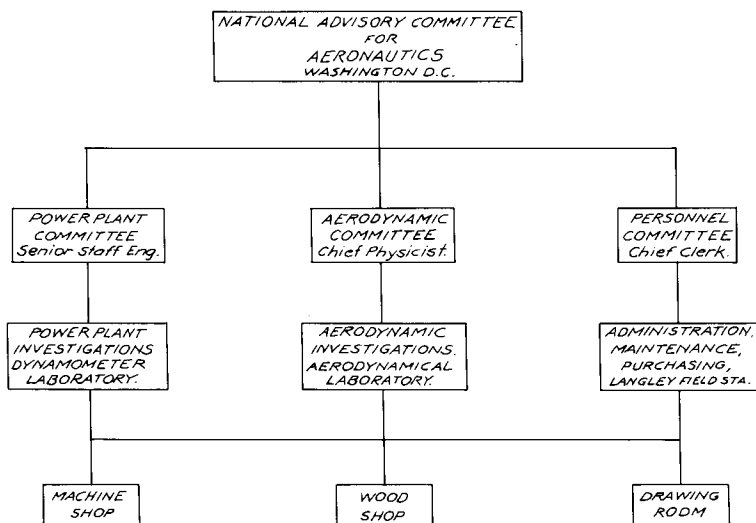 NATIONAL ADVISORY COMMITTEE
FOR
AERONAUTICS
WASHINGTON D.C.
POWER PLANT
COMMITTEE
Senior Staff Eng.
AERODYNAMIC
COMMITTEE
Chief Physicist.
PERSONNEL
COMMITTEE
Chief Clerk.
POWER PLANT
INVESTIGATIONS
DYNAMOMETER
LABORATORY.
AERODYNAMIC
INVESTIGATIONS.
AERODYNAMICAL
LABORATORY.
ADMINISTRATION,
MAINTENANCE,
PURCHASING,
LANGLEY FIELD STA.
MACHINE
SHOP
WOOD
SHOP
DRAWING
ROOM